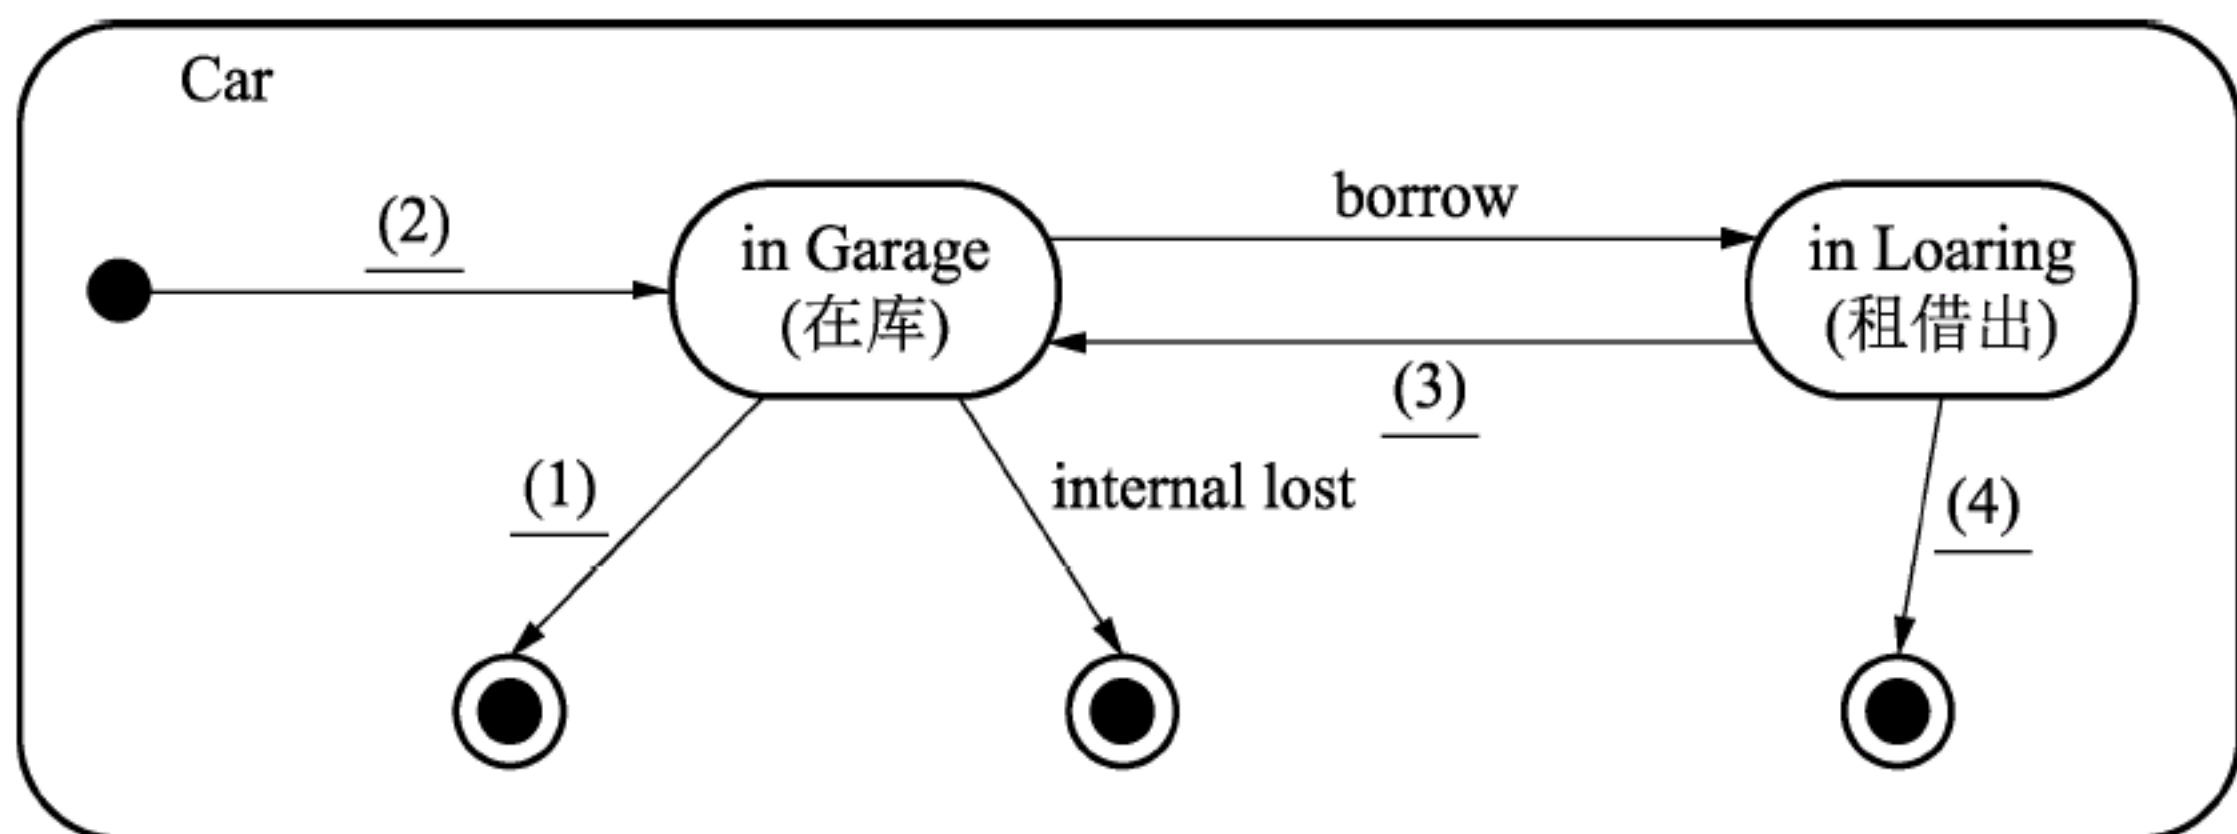 Car
(2)
borrow
in Garage
(在库)
in Loaring
(租借出)
(3)
(1)
internal lost
(4)